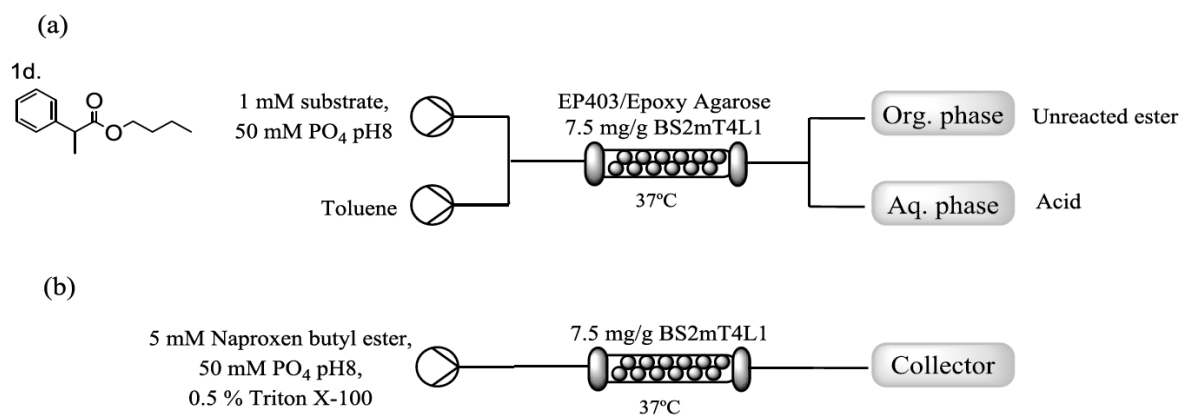 (a)
1d.
O
O
1 mM substrate,
50 mM PO4 pH8
Toluene
EP403/Epoxy Agarose
7.5 mg/g BS2mT4L1
37ºC
Org. phase
Unreacted ester
Aq. phase
Acid
(b)
5 mM Naproxen butyl ester,
50 mM PO4 pH8,
0.5 % Triton X-100
7.5 mg/g BS2mT4L1
37ºC
Collector